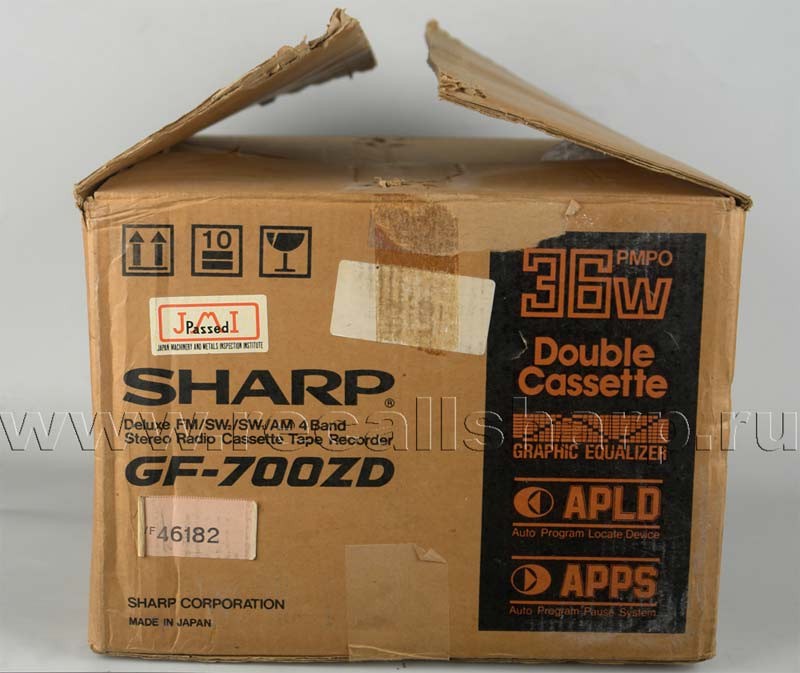 10
J.M.I
Passed
JAPAN MACHINERY AND METALS INSPECTION INSTITUTE
SHARP®
Deluxe FM/SW₂/SW₁/AM 4 Band
Stereo Radio Cassette Tape Recorder
GF-700ZD
46182
SHARP CORPORATION
MADE IN JAPAN
36W PMPO
Double
Cassette
GRAPHIC EQUALIZER
APLD
Auto Program Locate Device
APPS
Auto Program Pause System
www.recallsharp.ru